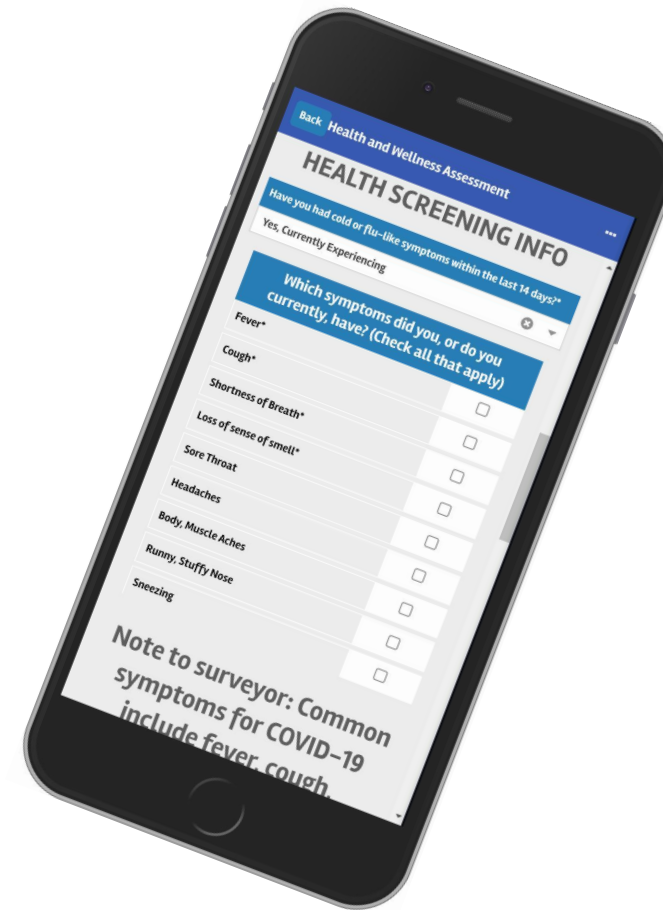 Back Health and Wellness Assessment
...
HEALTH SCREENING INFO
Have you had cold or flu-like symptoms within the last 14 days?*
Yes, Currently Experiencing
Which symptoms did you, or do you
currently, have? (Check all that apply)
Fever*
Cough*
Shortness of Breath*
Loss of sense of smell*
Sore Throat
Headaches
Body, Muscle Aches
Runny, Stuffy Nose
Sneezing
Note to surveyor: Common
symptoms for COVID-19
include fever, cough,